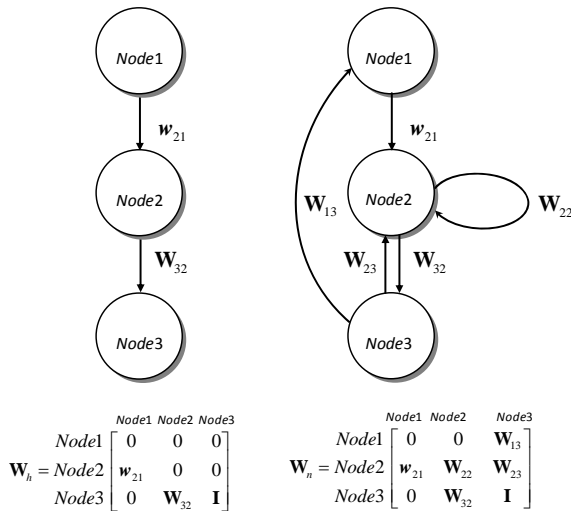 Node1
Node1
w21
w21
Node2
Node2
W13
W22
W32
W23
W32
Node3
Node3
Node1 Node2 Node3
Node1 0 0 0
Wh = Node2 w21 0 0
Node3 0 W32 I
Node1 Node2 Node3
Node1 0 0 W13
Wn = Node2 w21 W22 W23
Node3 0 W32 I